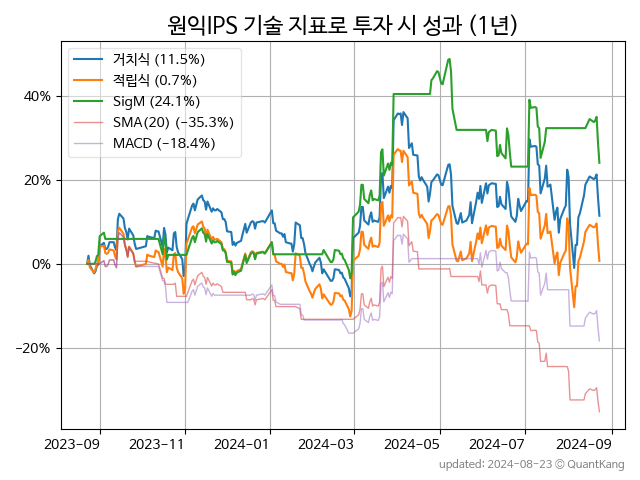 원익IPS 기술 지표로 투자 시 성과 (1년)
거치식 (11.5%)
적립식 (0.7%)
SigM (24.1%)
SMA(20) (−35.3%)
MACD (−18.4%)
40%
20%
0%
−20%
2023-09 2023-11 2024-01 2024-03 2024-05 2024-07 2024-09
updated: 2024-08-23 © QuantKang